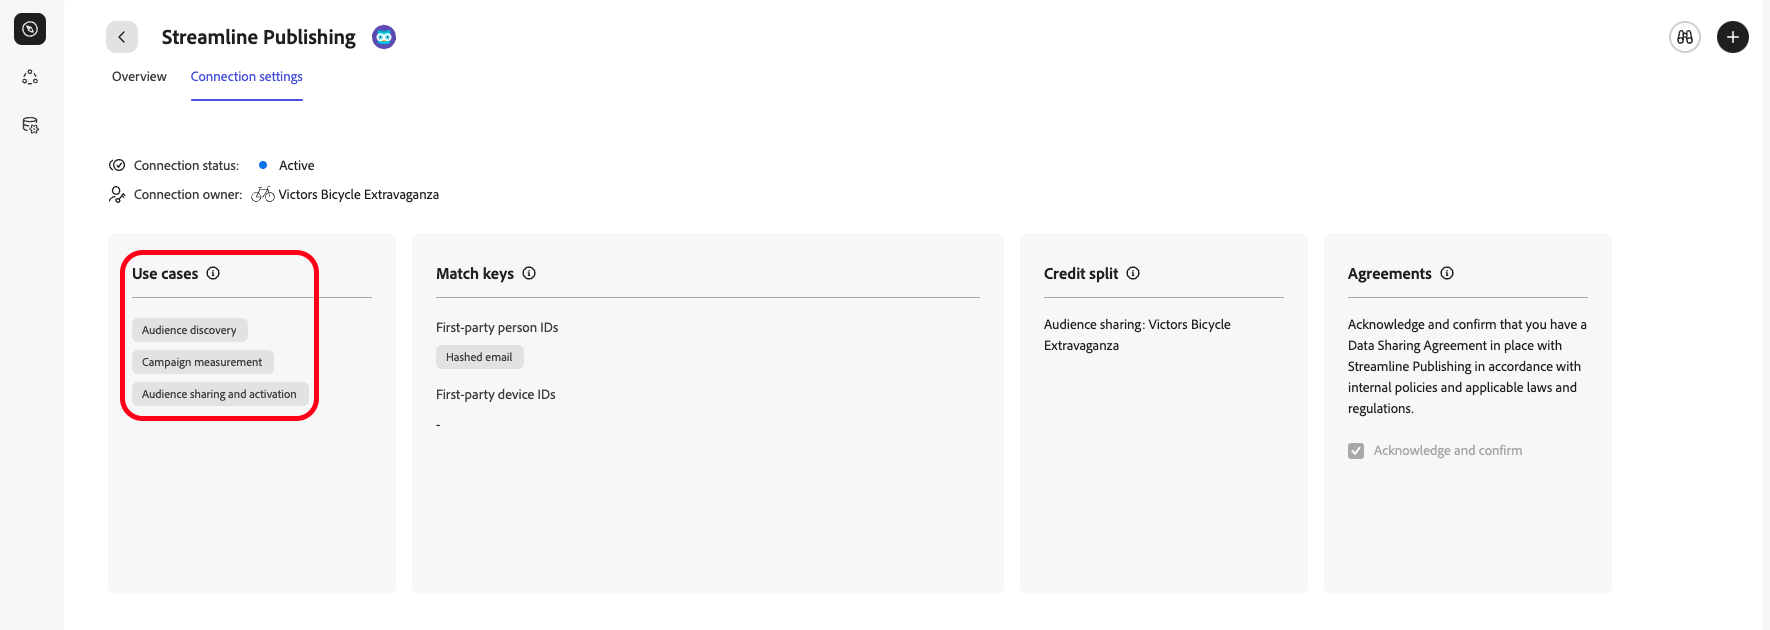 Streamline Publishing
Overview
Connection settings
Connection status:
Active
Connection owner:
Victors Bicycle Extravaganza
Use cases
Audience discovery
Campaign measurement
Audience sharing and activation
Match keys
First-party person IDs
Hashed email
First-party device IDs
-
Credit split
Audience sharing: Victors Bicycle
Extravaganza
Agreements
Acknowledge and confirm that you have a
Data Sharing Agreement in place with
Streamline Publishing in accordance with
internal policies and applicable laws and
regulations.
Acknowledge and confirm